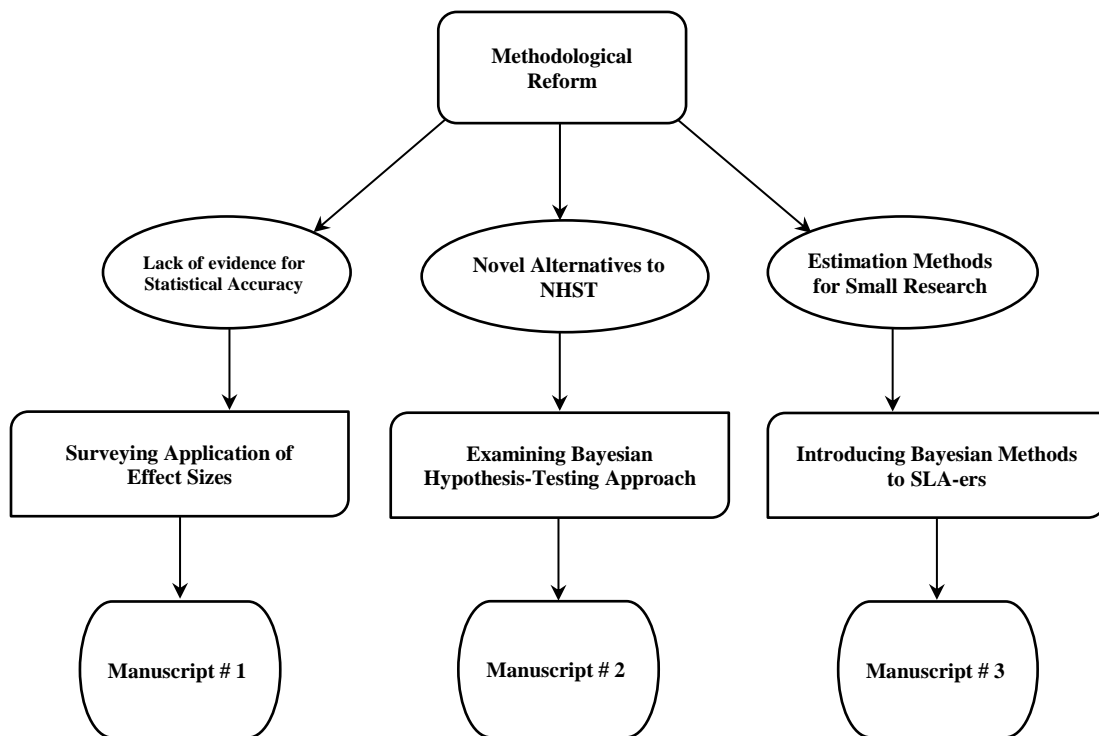 Methodological
Reform
Lack of evidence for
Statistical Accuracy
Novel Alternatives to
NHST
Estimation Methods
for Small Research
Surveying Application of
Effect Sizes
Examining Bayesian
Hypothesis-Testing Approach
Introducing Bayesian Methods
to SLA-ers
Manuscript # 1
Manuscript # 2
Manuscript # 3